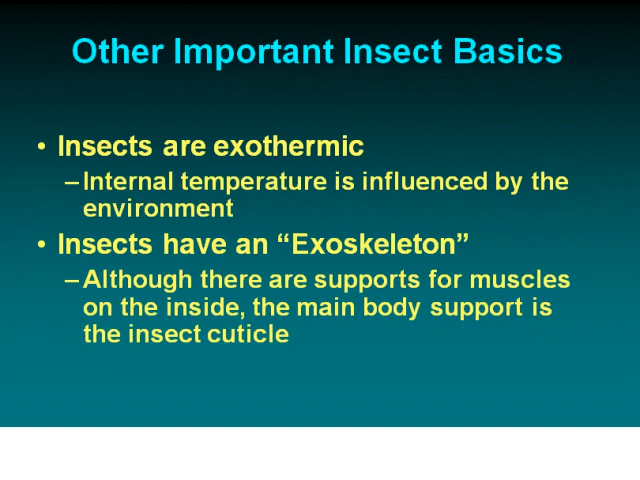 Other Important Insect Basics
• Insects are exothermic
– Internal temperature is influenced by the
environment
• Insects have an “Exoskeleton”
– Although there are supports for muscles
on the inside, the main body support is
the insect cuticle